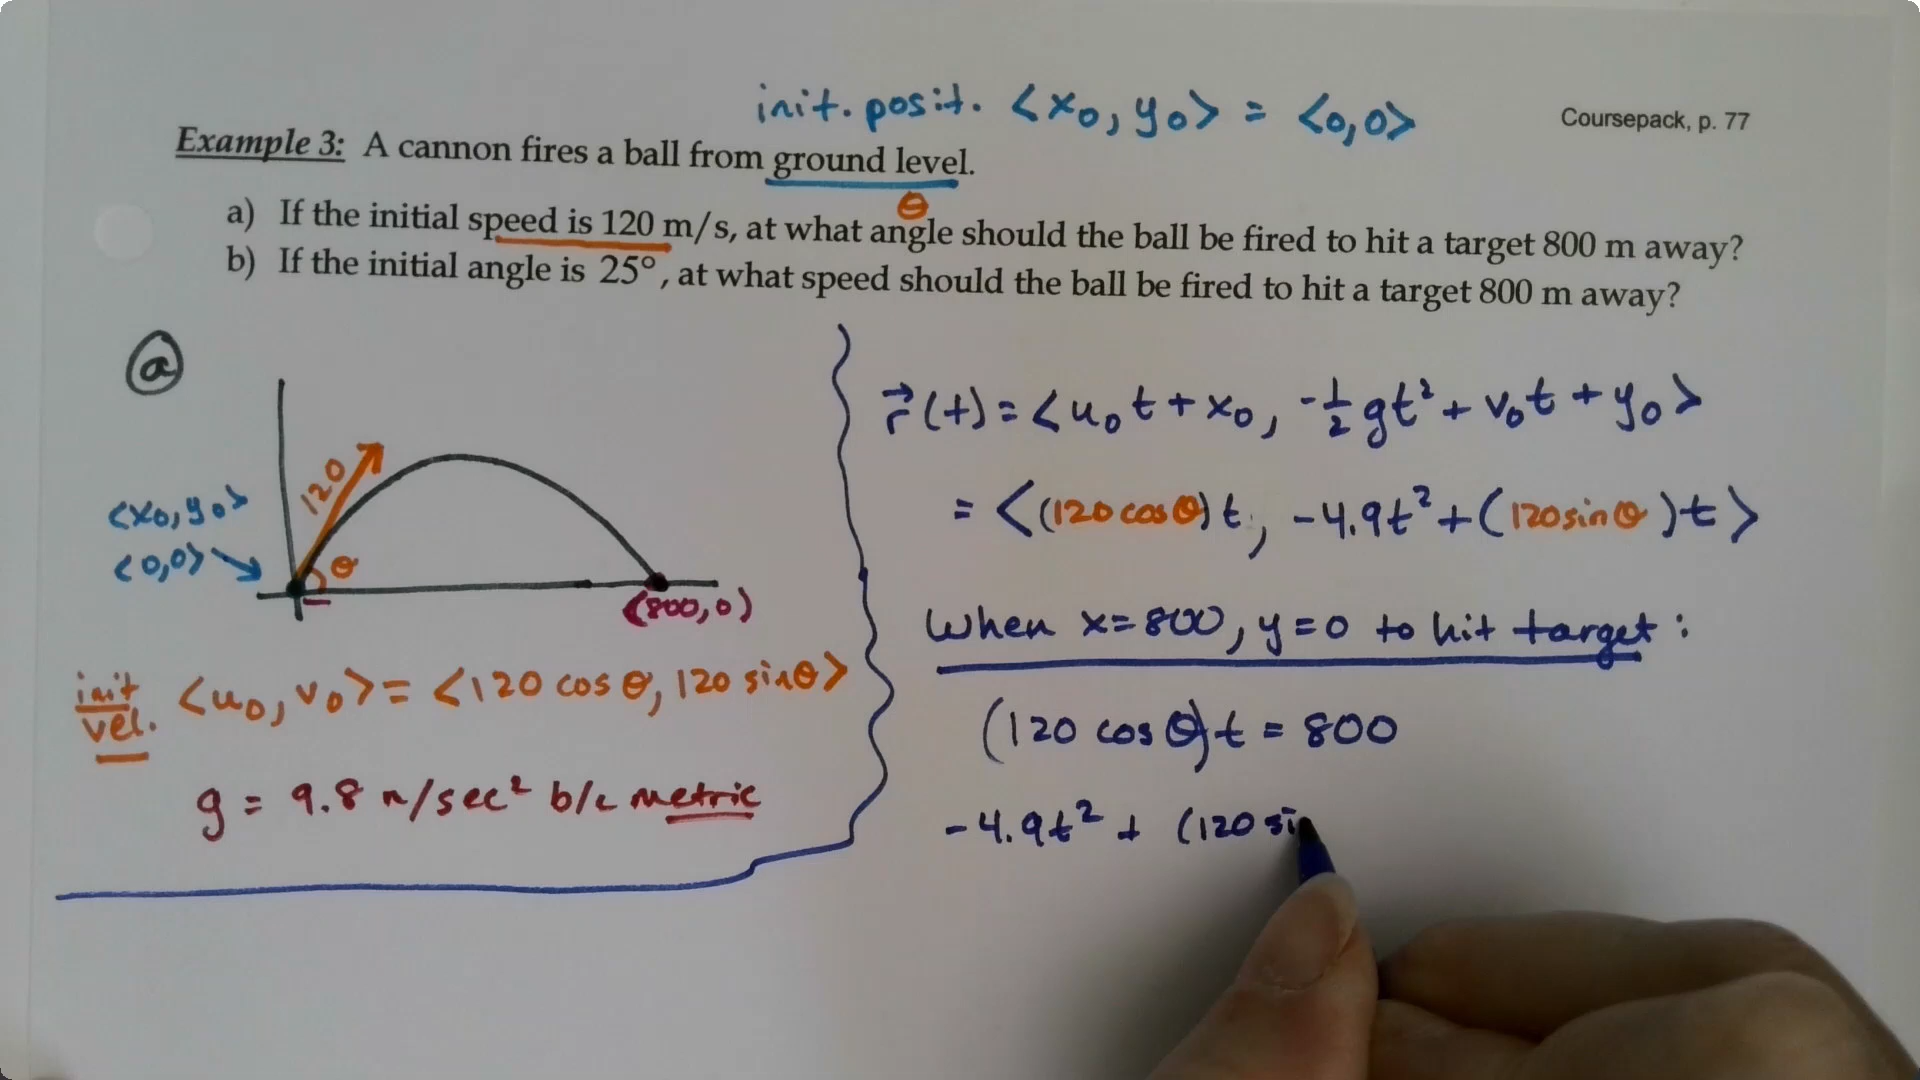 init. posit. <x₀, y₀> = <0,0>
Coursepack, p. 77
Example 3: A cannon fires a ball from ground level.
θ
a) If the initial speed is 120 m/s, at what angle should the ball be fired to hit a target 800 m away?
b) If the initial angle is 25°, at what speed should the ball be fired to hit a target 800 m away?
ⓐ
120
<x₀, y₀>
<0,0>
θ
(800,0)
init vel. <u₀, v₀> = <120 cos θ, 120 sin θ>
g = 9.8 m/sec² b/c metric
r⃗(t) = <u₀t + x₀, -½gt² + v₀t + y₀>
= <(120 cos θ)t, -4.9t² + (120 sin θ)t>
When x=800, y=0 to hit target:
(120 cos θ)t = 800
-4.9t² + (120 si